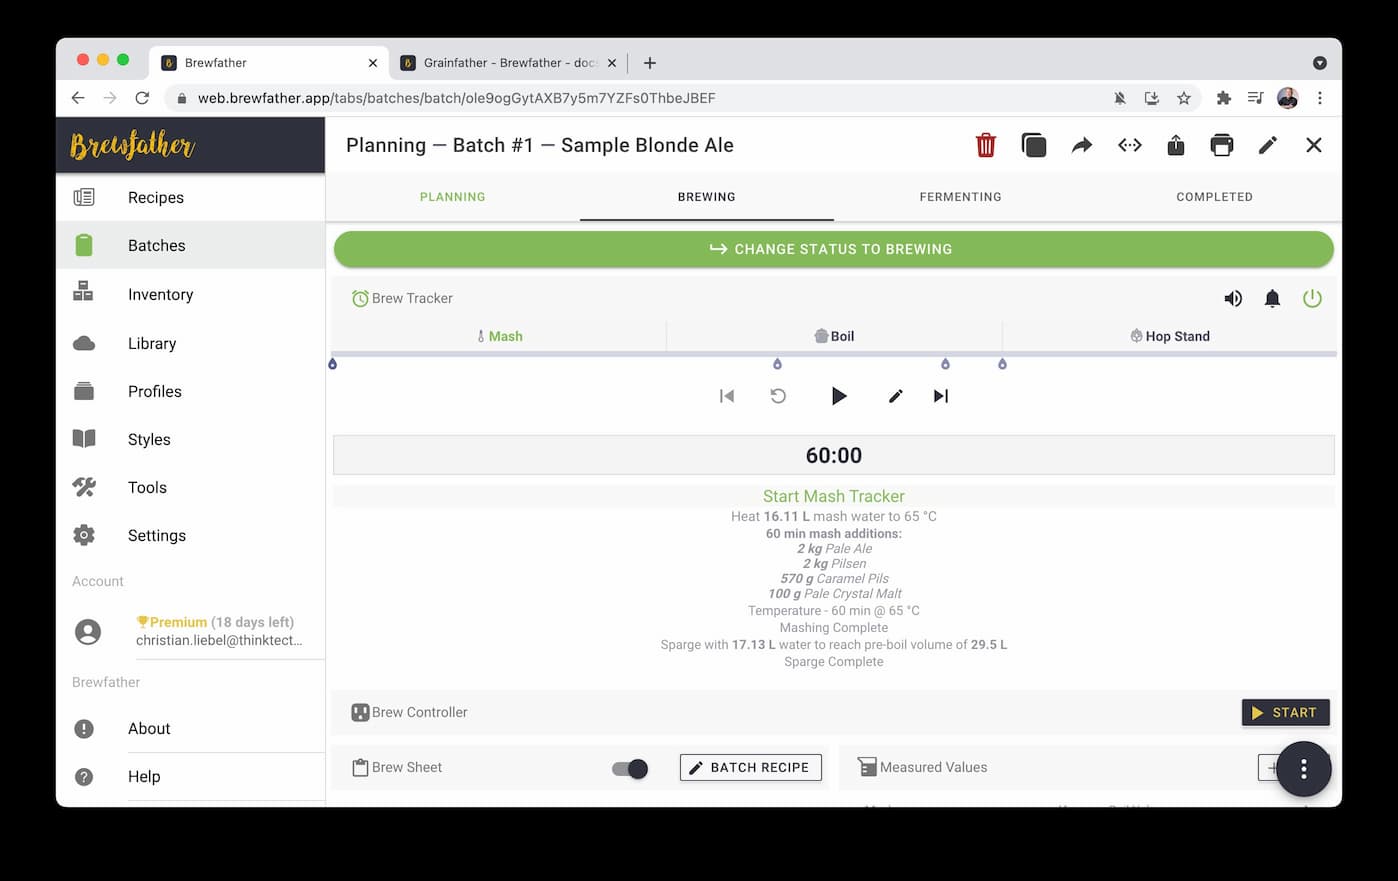 Brewfather
Grainfather - Brewfather - doc
web.brewfather.app/tabs/batches/batch/ole9ogGytAXB7y5m7YZFs0ThbeJBEF
Brewfather
Planning — Batch #1 — Sample Blonde Ale
Recipes
Batches
Inventory
Library
Profiles
Styles
Tools
Settings
Account
Premium (18 days left)
christian.liebel@thinktect...
Brewfather
About
Help
PLANNING
BREWING
FERMENTING
COMPLETED
CHANGE STATUS TO BREWING
Brew Tracker
Mash
Boil
Hop Stand
60:00
Start Mash Tracker
Heat 16.11 L mash water to 65 °C
60 min mash additions:
2 kg Pale Ale
2 kg Pilsen
570 g Caramel Pils
100 g Pale Crystal Malt
Temperature - 60 min @ 65 °C
Mashing Complete
Sparge with 17.13 L water to reach pre-boil volume of 29.5 L
Sparge Complete
Brew Controller
START
Brew Sheet
BATCH RECIPE
Measured Values